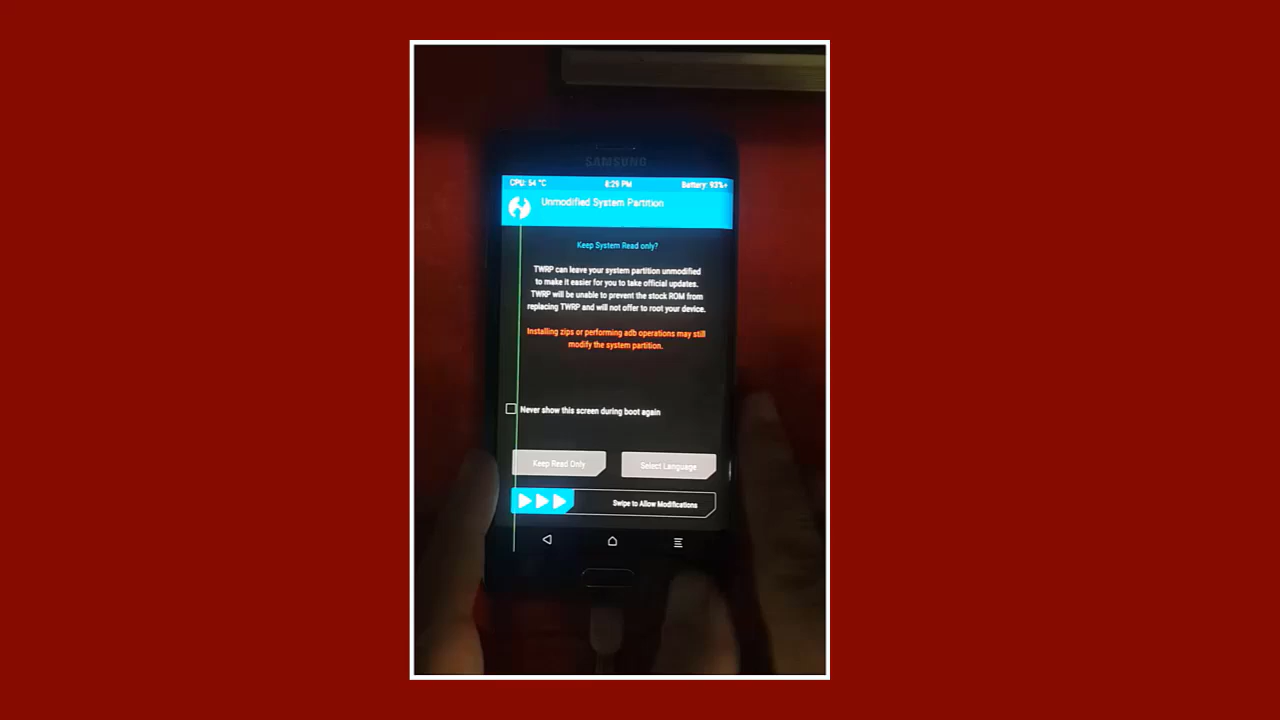 SAMSUNG
CPU: 54 °C 8:29 PM Battery: 93%+
Unmodified System Partition
Keep System Read only?
TWRP can leave your system partition unmodified
to make it easier for you to take official updates.
TWRP will be unable to prevent the stock ROM from
replacing TWRP and will not offer to root your device.
Installing zips or performing adb operations may still
modify the system partition.
Never show this screen during boot again
Keep Read Only Select Language
Swipe to Allow Modifications